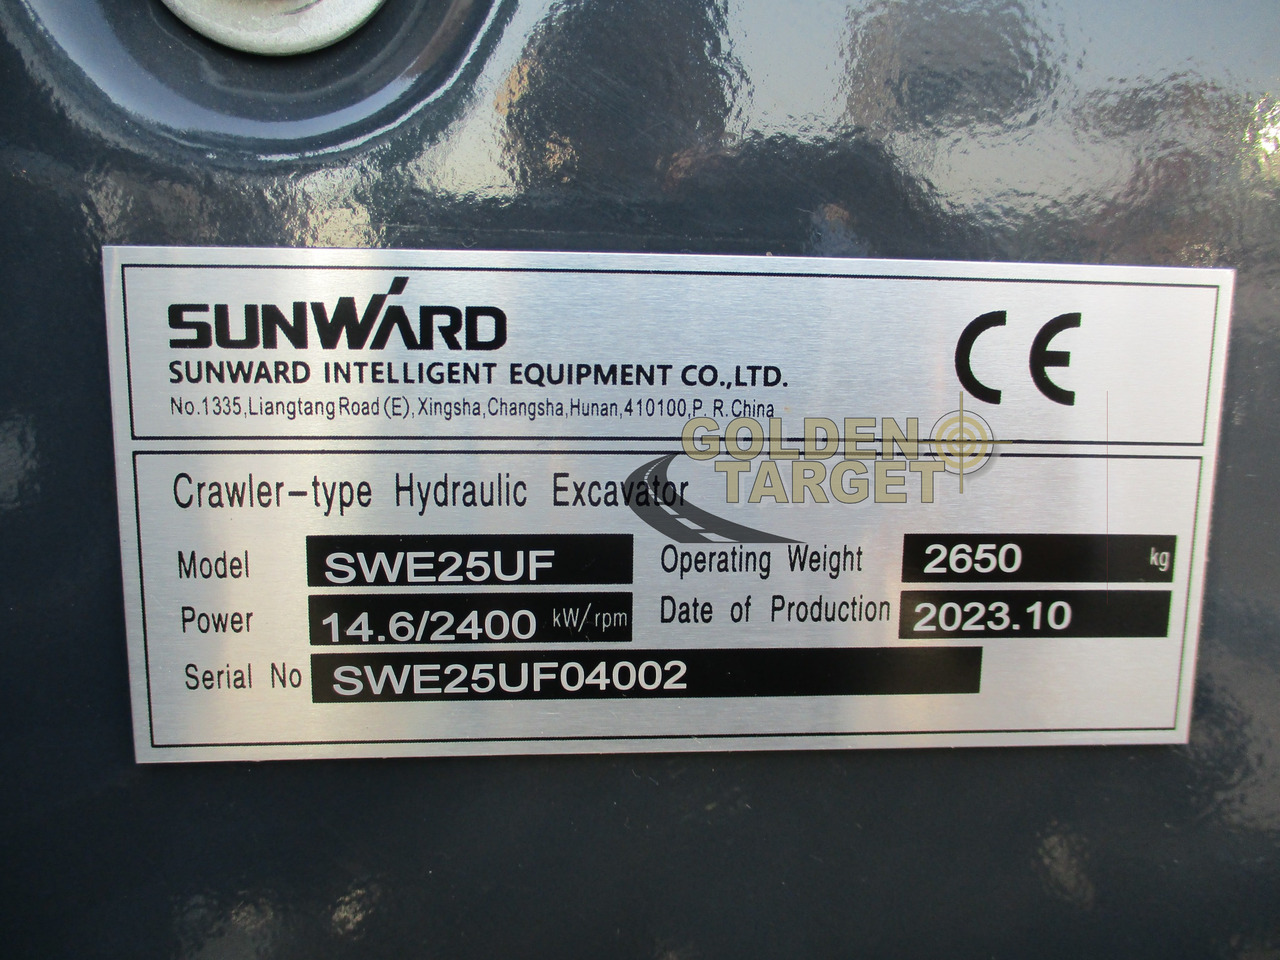 SUNWARD
SUNWARD INTELLIGENT EQUIPMENT CO.,LTD.
No.1335,Liangtang Road (E),Xingsha,Changsha,Hunan,410100,P. R.China
CE
GOLDEN
TARGET
Crawler-type Hydraulic Excavator
Model SWE25UF Operating Weight 2650 kg
Power 14.6/2400 kW/rpm Date of Production 2023.10
Serial No SWE25UF04002